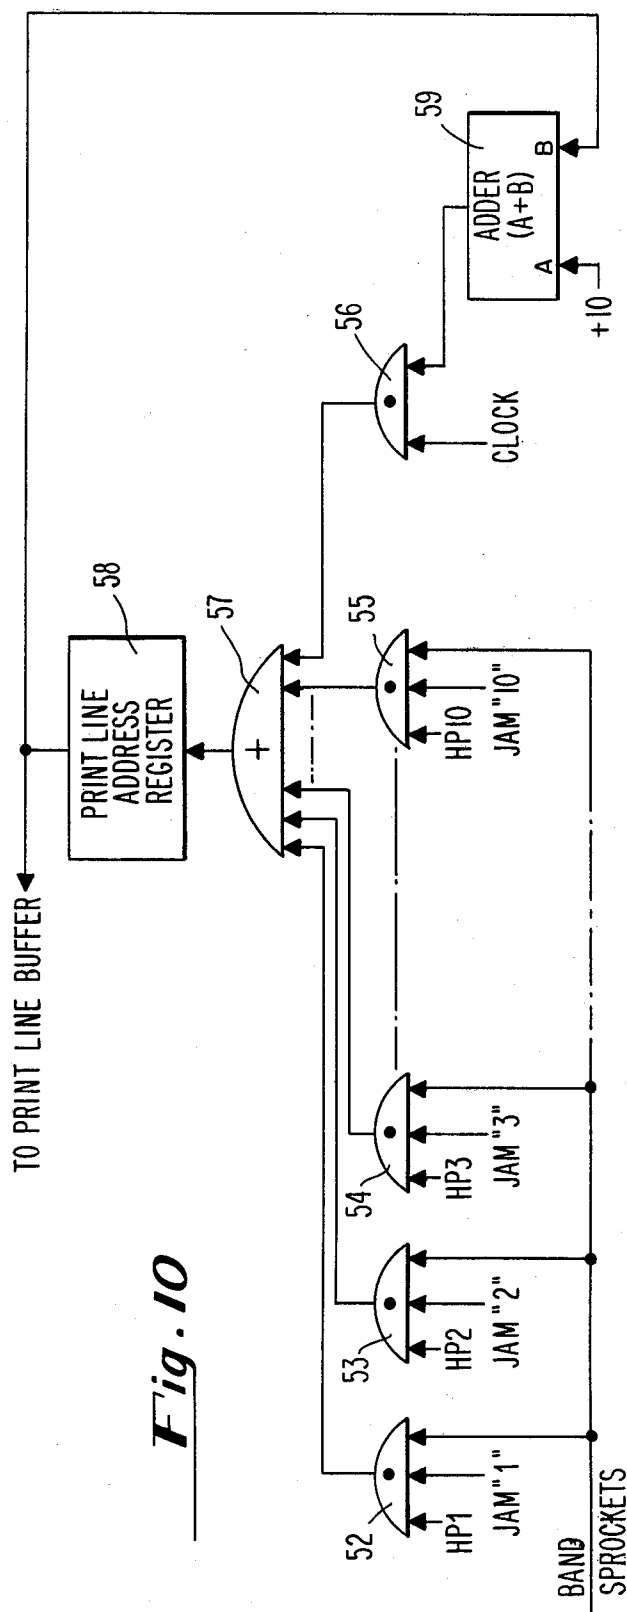 TO PRINT LINE BUFFER
PRINT LINE
ADDRESS
REGISTER
58
57
+
56
CLOCK
59
ADDER
(A+B)
A
B
+10
52
HP1
JAM "1"
53
HP2
JAM "2"
54
HP3
JAM "3"
55
HP10
JAM "10"
BAND
SPROCKETS
Fig. 10